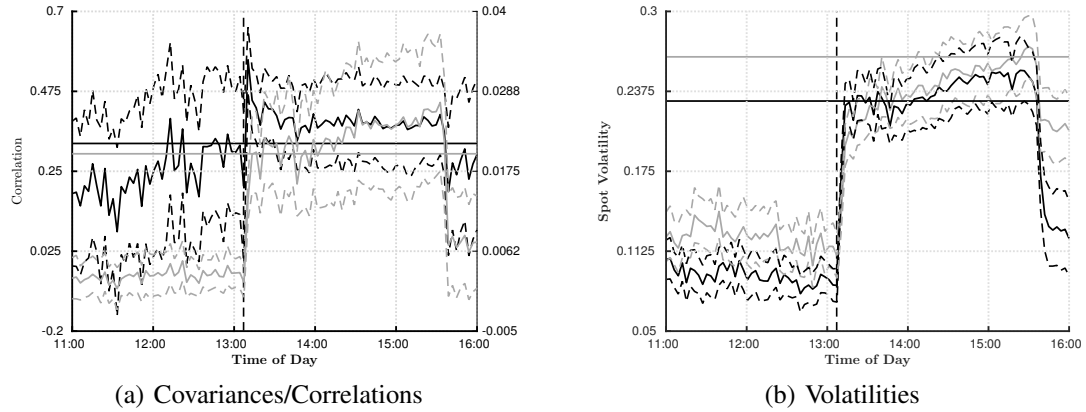 0.7
0.475
0.25
0.025
-0.2
Correlation
0.04
0.0288
0.0175
0.0062
-0.005
11:00 12:00 13:00 14:00 15:00 16:00
Time of Day
(a) Covariances/Correlations
0.3
0.2375
0.175
0.1125
0.05
Spot Volatility
11:00 12:00 13:00 14:00 15:00 16:00
Time of Day
(b) Volatilities